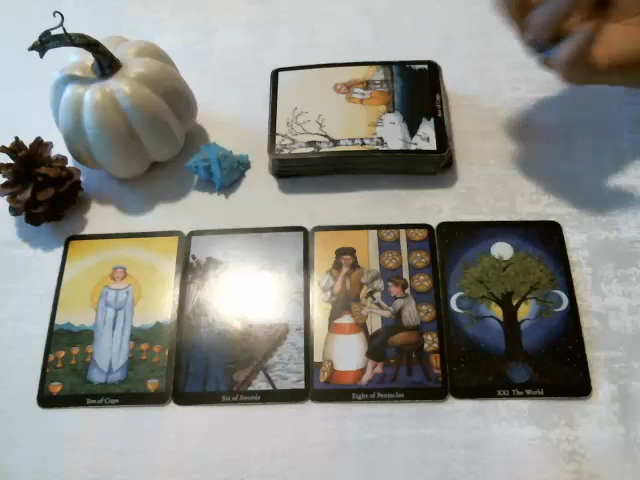 Ten of Cups
Six of Swords
Eight of Pentacles
XXI The World